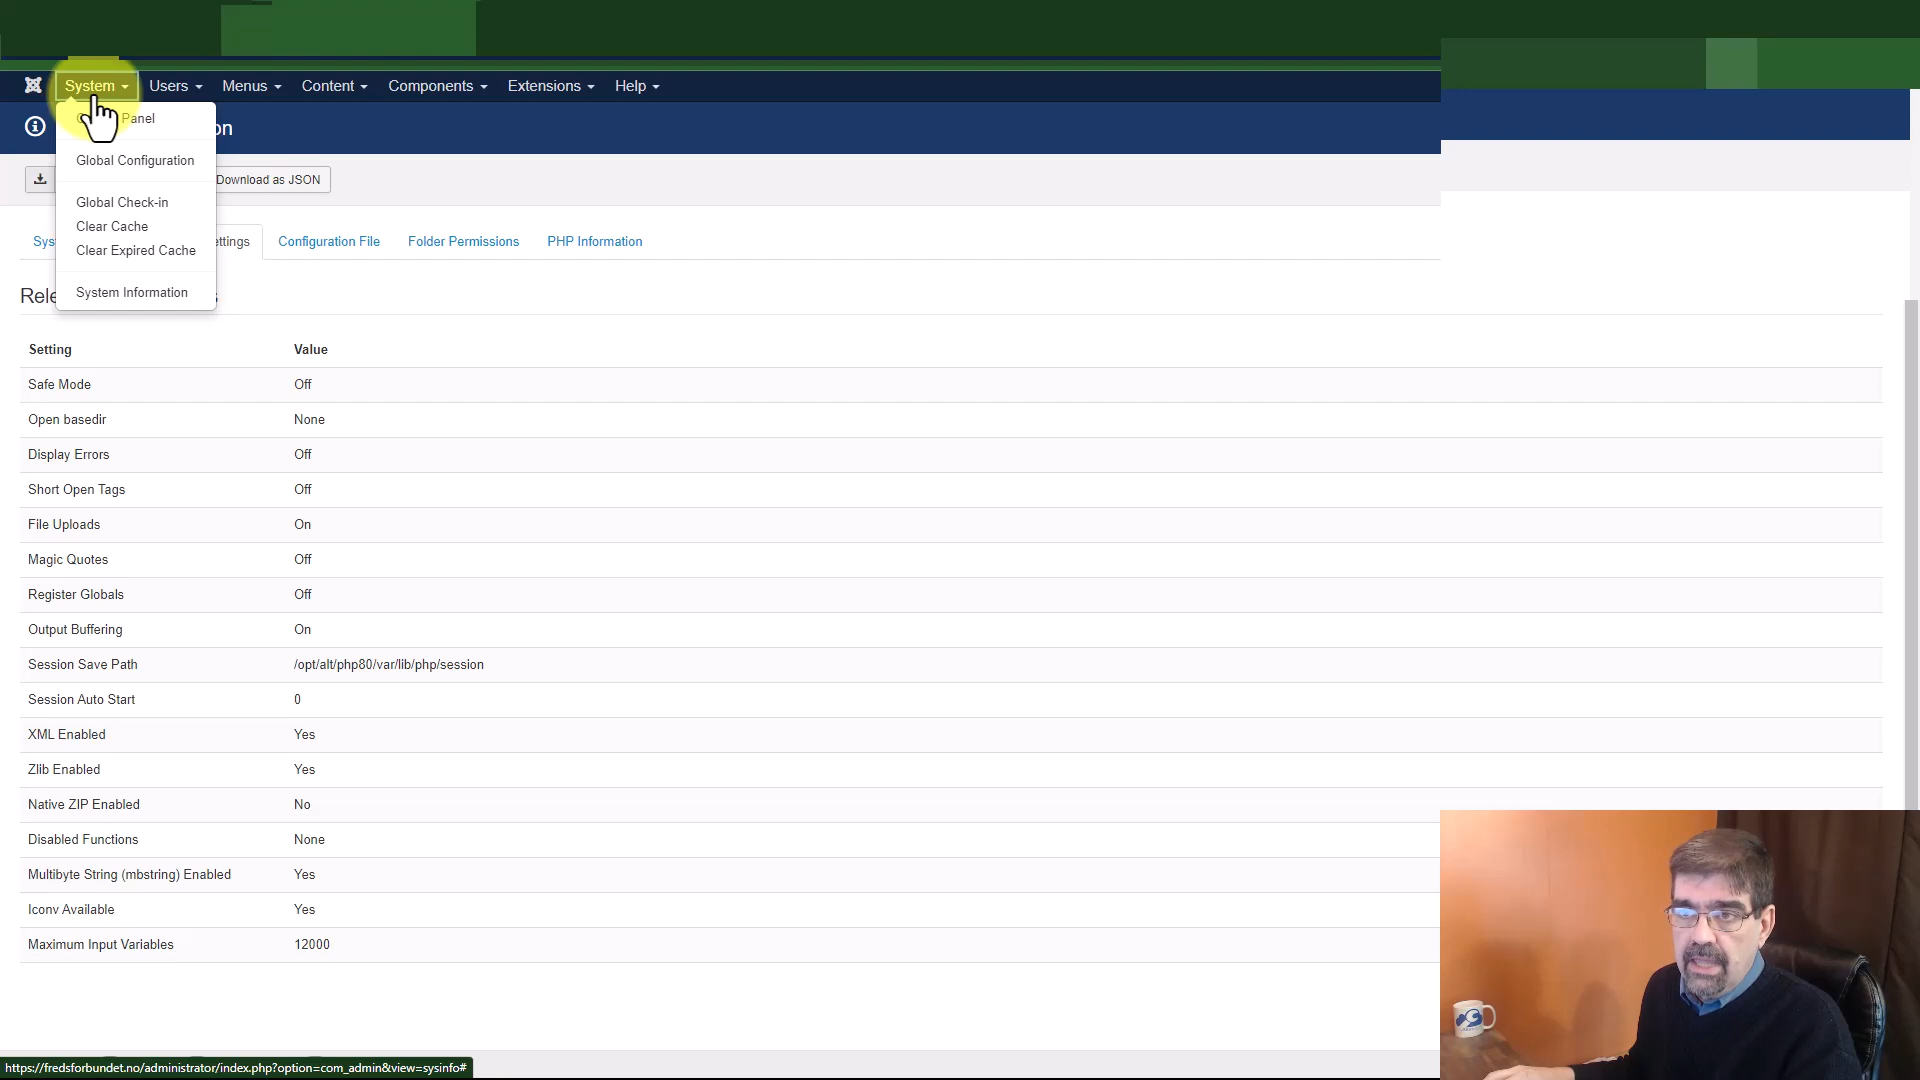 System Users Menus Content Components Extensions Help
Panel
on
Global Configuration
Download as JSON
Global Check-in
Clear Cache
Clear Expired Cache
System Information
Sys ettings Configuration File Folder Permissions PHP Information
Rele s
Setting Value
Safe Mode Off
Open basedir None
Display Errors Off
Short Open Tags Off
File Uploads On
Magic Quotes Off
Register Globals Off
Output Buffering On
Session Save Path /opt/alt/php80/var/lib/php/session
Session Auto Start 0
XML Enabled Yes
Zlib Enabled Yes
Native ZIP Enabled No
Disabled Functions None
Multibyte String (mbstring) Enabled Yes
Iconv Available Yes
Maximum Input Variables 12000
https://fredsforbundet.no/administrator/index.php?option=com_admin&view=sysinfo#